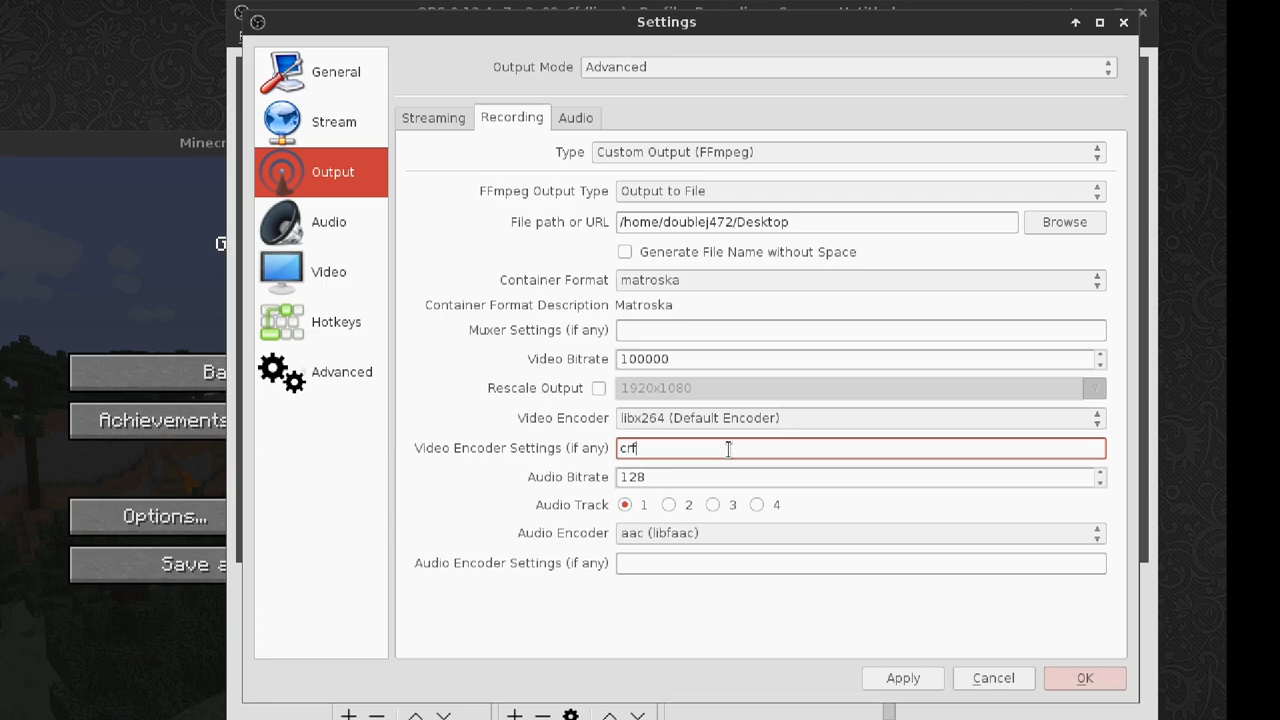 Settings
General
Stream
Output
Audio
Video
Hotkeys
Advanced
Output Mode Advanced
Streaming Recording Audio
Type Custom Output (FFmpeg)
FFmpeg Output Type Output to File
File path or URL /home/doublej472/Desktop Browse
Generate File Name without Space
Container Format matroska
Container Format Description Matroska
Muxer Settings (if any)
Video Bitrate 100000
Rescale Output 1920x1080
Video Encoder libx264 (Default Encoder)
Video Encoder Settings (if any) crf
Audio Bitrate 128
Audio Track 1 2 3 4
Audio Encoder aac (libfaac)
Audio Encoder Settings (if any)
Apply Cancel OK
Minecr
G
Ba
Achievements
Options...
Save a